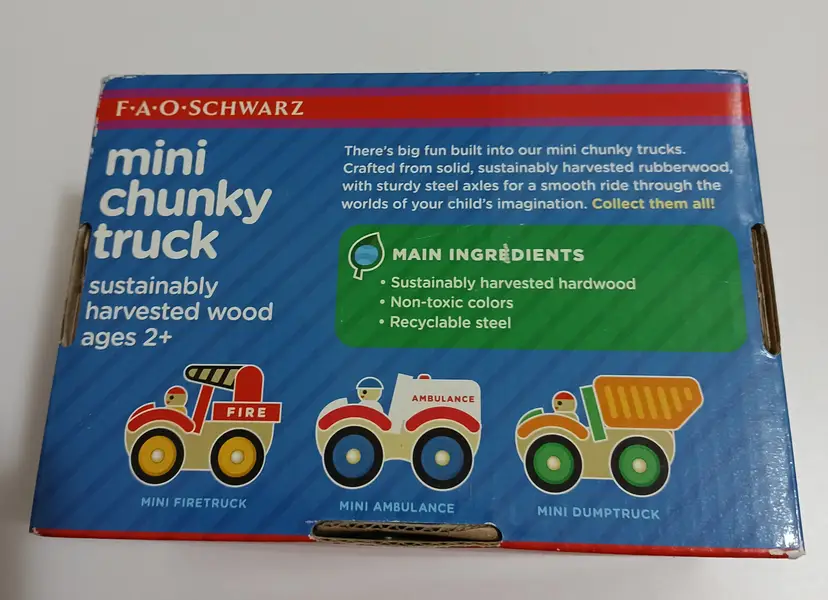 F·A·O·SCHWARZ
mini
chunky
truck
sustainably
harvested wood
ages 2+
There's big fun built into our mini chunky trucks.
Crafted from solid, sustainably harvested rubberwood,
with sturdy steel axles for a smooth ride through the
worlds of your child's imagination. Collect them all!
MAIN INGREDIENTS
• Sustainably harvested hardwood
• Non-toxic colors
• Recyclable steel
FIRE
AMBULANCE
MINI FIRETRUCK
MINI AMBULANCE
MINI DUMPTRUCK